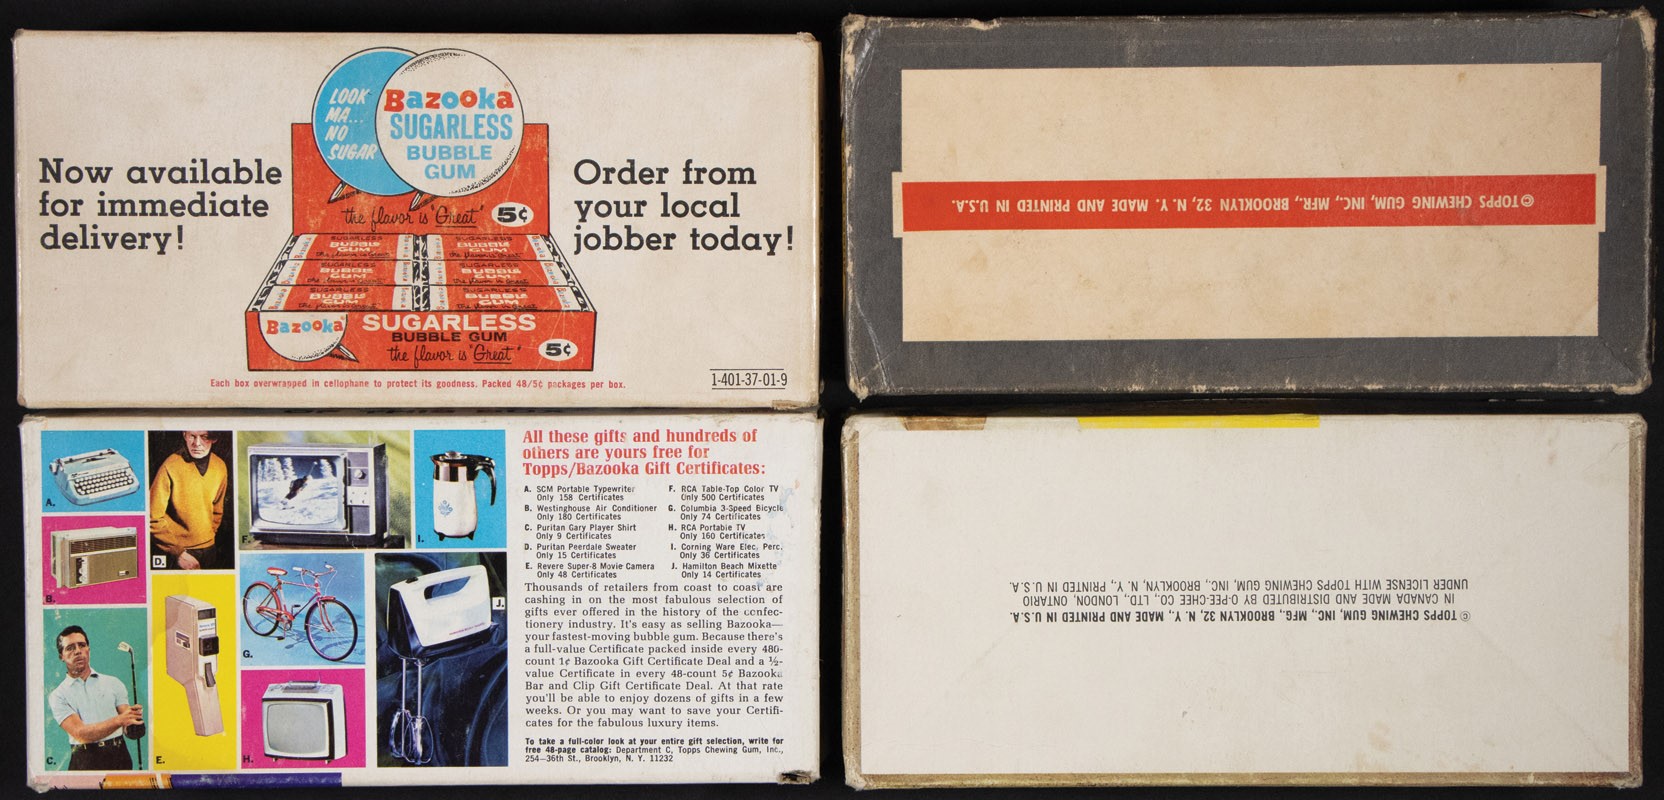 Now available
for immediate
delivery!
LOOK
MA...
NO
SUGAR
Bazooka
SUGARLESS
BUBBLE
GUM
the flavor is "Great" 5¢
Order from
your local
jobber today!
SUGARLESS
BUBBLE
GUM
SUGARLESS
BUBBLE
GUM
SUGARLESS
BUBBLE
GUM
SUGARLESS
BUBBLE
GUM
Bazooka SUGARLESS
BUBBLE GUM
the flavor is "Great" 5¢
Each box overwrapped in cellophane to protect its goodness. Packed 48/5¢ packages per box.
1-401-37-01-9
©TOPPS CHEWING GUM, INC., MFR., BROOKLYN 32, N. Y. MADE AND PRINTED IN U.S.A.
A.
B.
C.
D.
E.
F.
G.
H.
I.
J.
All these gifts and hundreds of
others are yours free for
Topps/Bazooka Gift Certificates:
A. SCM Portable Typewriter
Only 158 Certificates
B. Westinghouse Air Conditioner
Only 180 Certificates
C. Puritan Gary Player Shirt
Only 9 Certificates
D. Puritan Peerdale Sweater
Only 15 Certificates
E. Revere Super-8 Movie Camera
Only 48 Certificates
F. RCA Table-Top Color TV
Only 500 Certificates
G. Columbia 3-Speed Bicycle
Only 74 Certificates
H. RCA Portable TV
Only 160 Certificates
I. Corning Ware Elec. Perc.
Only 36 Certificates
J. Hamilton Beach Mixette
Only 14 Certificates
Thousands of retailers from coast to coast are
cashing in on the most fabulous selection of
gifts ever offered in the history of the confec-
tionery industry. It's easy as selling Bazooka—
your fastest-moving bubble gum. Because there's
a full-value Certificate packed inside every 480-
count 1¢ Bazooka Gift Certificate Deal and a ½-
value Certificate in every 48-count 5¢ Bazooka
Bar and Clip Gift Certificate Deal. At that rate
you'll be able to enjoy dozens of gifts in a few
weeks. Or you may want to save your Certifi-
cates for the fabulous luxury items.
To take a full-color look at your entire gift selection, write for
free 48-page catalog: Department C, Topps Chewing Gum, Inc.,
254—36th St., Brooklyn, N. Y. 11232
© TOPPS CHEWING GUM, INC., MFG., BROOKLYN 32, N. Y., MADE AND PRINTED IN U.S.A.
IN CANADA MADE AND DISTRIBUTED BY O-PEE-CHEE CO., LTD., LONDON, ONTARIO
UNDER LICENSE WITH TOPPS CHEWING GUM, INC., BROOKLYN, N. Y., PRINTED IN U.S.A.